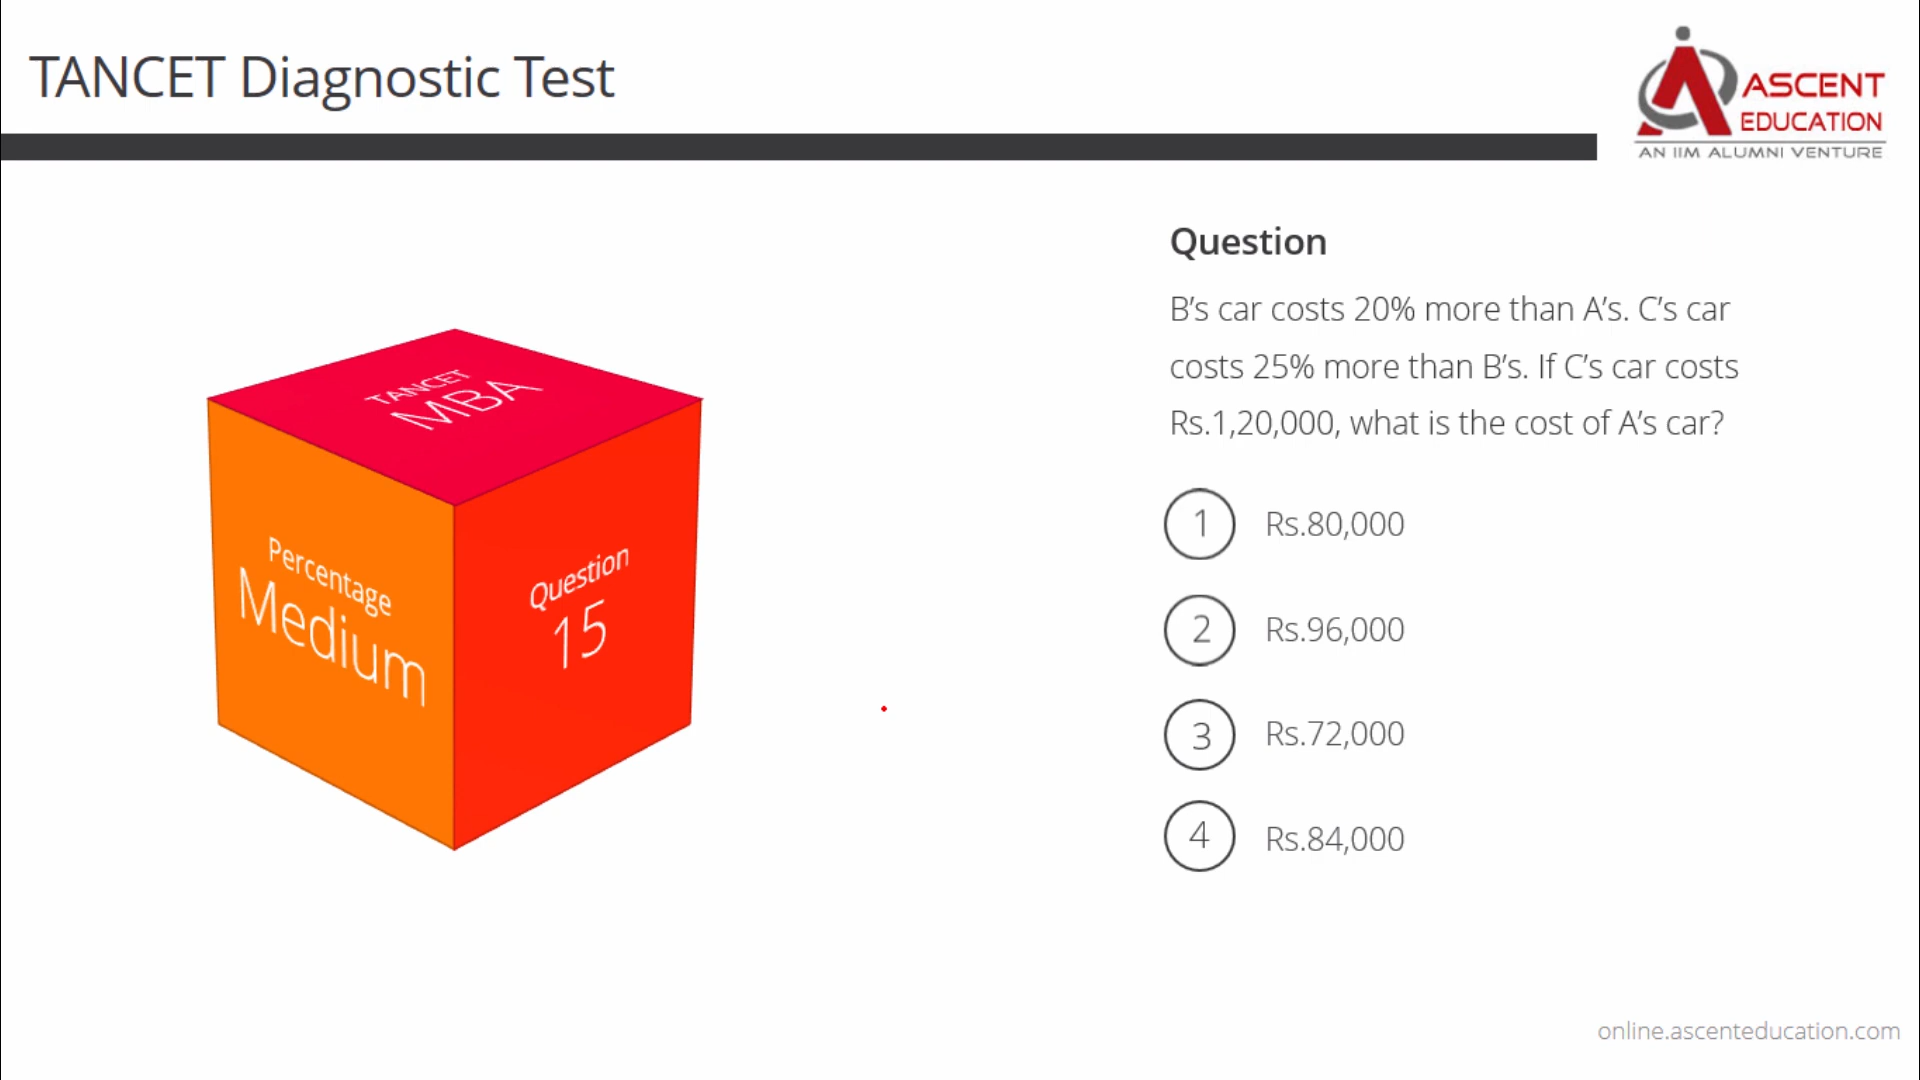 TANCET Diagnostic Test
ASCENT
EDUCATION
AN IIM ALUMNI VENTURE
TANCET
MBA
Percentage
Medium
Question
15
Question
B’s car costs 20% more than A’s. C’s car
costs 25% more than B’s. If C’s car costs
Rs.1,20,000, what is the cost of A’s car?
1 Rs.80,000
2 Rs.96,000
3 Rs.72,000
4 Rs.84,000
online.ascenteducation.com